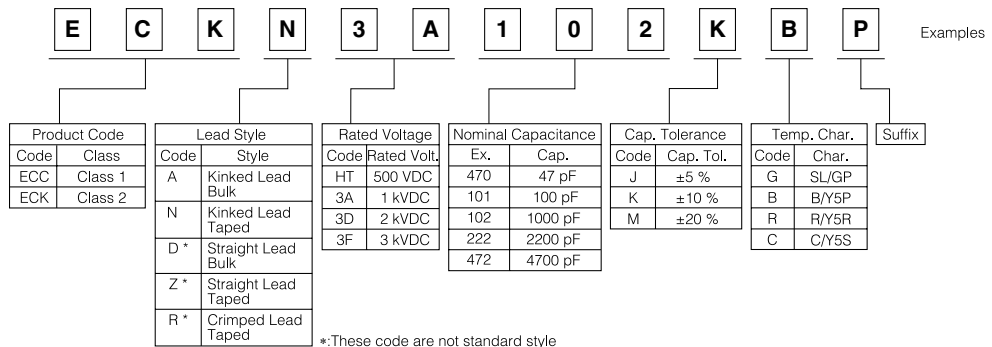 E C K N 3 A 1 0 2 K B P Examples
Product Code
Code Class
ECC Class 1
ECK Class 2
Lead Style
Code Style
A Kinked Lead
Bulk
N Kinked Lead
Taped
D * Straight Lead
Bulk
Z * Straight Lead
Taped
R * Crimped Lead
Taped
Rated Voltage
Code Rated Volt.
HT 500 VDC
3A 1 kVDC
3D 2 kVDC
3F 3 kVDC
Nominal Capacitance
Ex. Cap.
470 47 pF
101 100 pF
102 1000 pF
222 2200 pF
472 4700 pF
Cap. Tolerance
Code Cap. Tol.
J ±5 %
K ±10 %
M ±20 %
Temp. Char.
Code Char.
G SL/GP
B B/Y5P
R R/Y5R
C C/Y5S
Suffix
∗:These code are not standard style